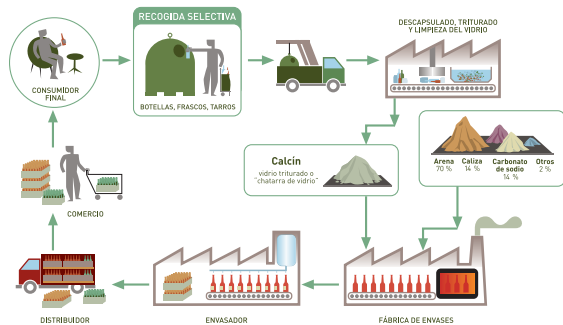 RECOGIDA SELECTIVA
BOTELLAS, FRASCOS, TARROS
DESCAPSULADO, TRITURADO
Y LIMPIEZA DEL VIDRIO
CONSUMIDOR
FINAL
Calcín
vidrio triturado o
"chatarra de vidrio"
Arena
70 %
Caliza
14 %
Carbonato
de sodio
14 %
Otros
2 %
COMERCIO
DISTRIBUIDOR
ENVASADOR
FÁBRICA DE ENVASES